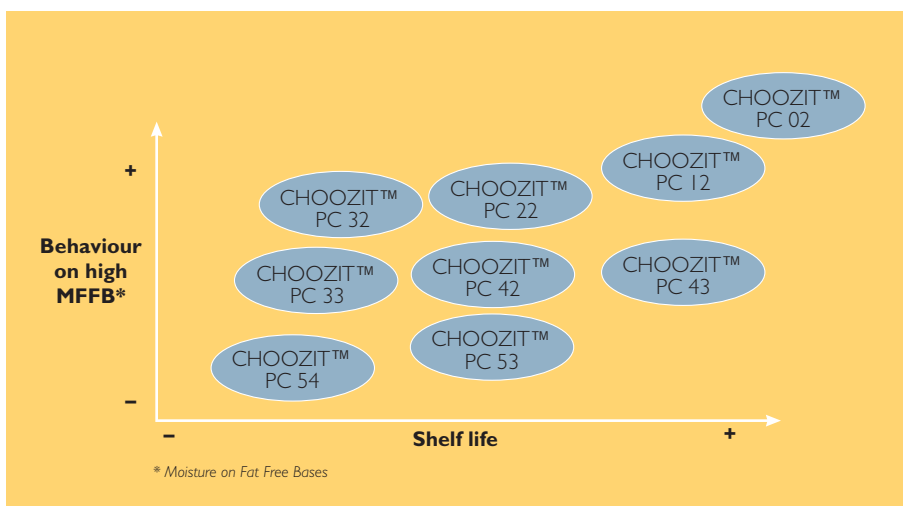 CHOOZIT™
PC 02
CHOOZIT™
PC 12
CHOOZIT™
PC 22
CHOOZIT™
PC 32
CHOOZIT™
PC 43
CHOOZIT™
PC 42
CHOOZIT™
PC 33
CHOOZIT™
PC 53
CHOOZIT™
PC 54
+
Behaviour
on high
MFFB*
–
–
Shelf life
+
* Moisture on Fat Free Bases